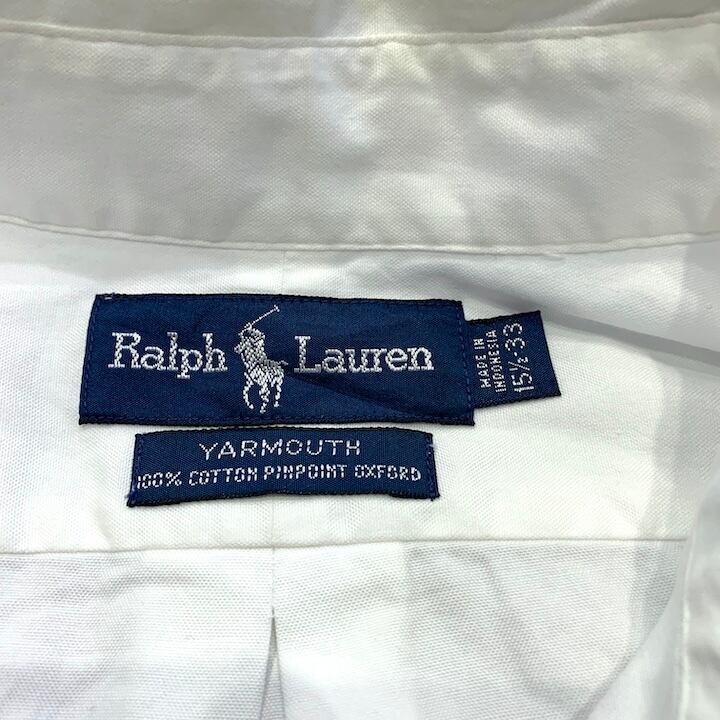 Ralph Lauren
MADE IN
INDONESIA
15½-33
YARMOUTH
100% COTTON PINPOINT OXFORD